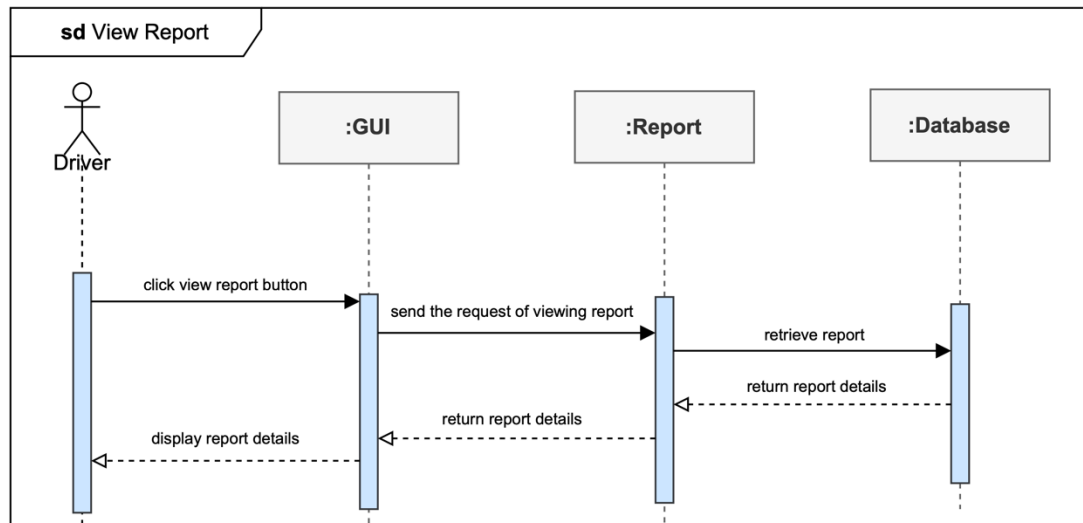 sd View Report
Driver
:GUI
:Report
:Database
click view report button
send the request of viewing report
retrieve report
return report details
return report details
display report details